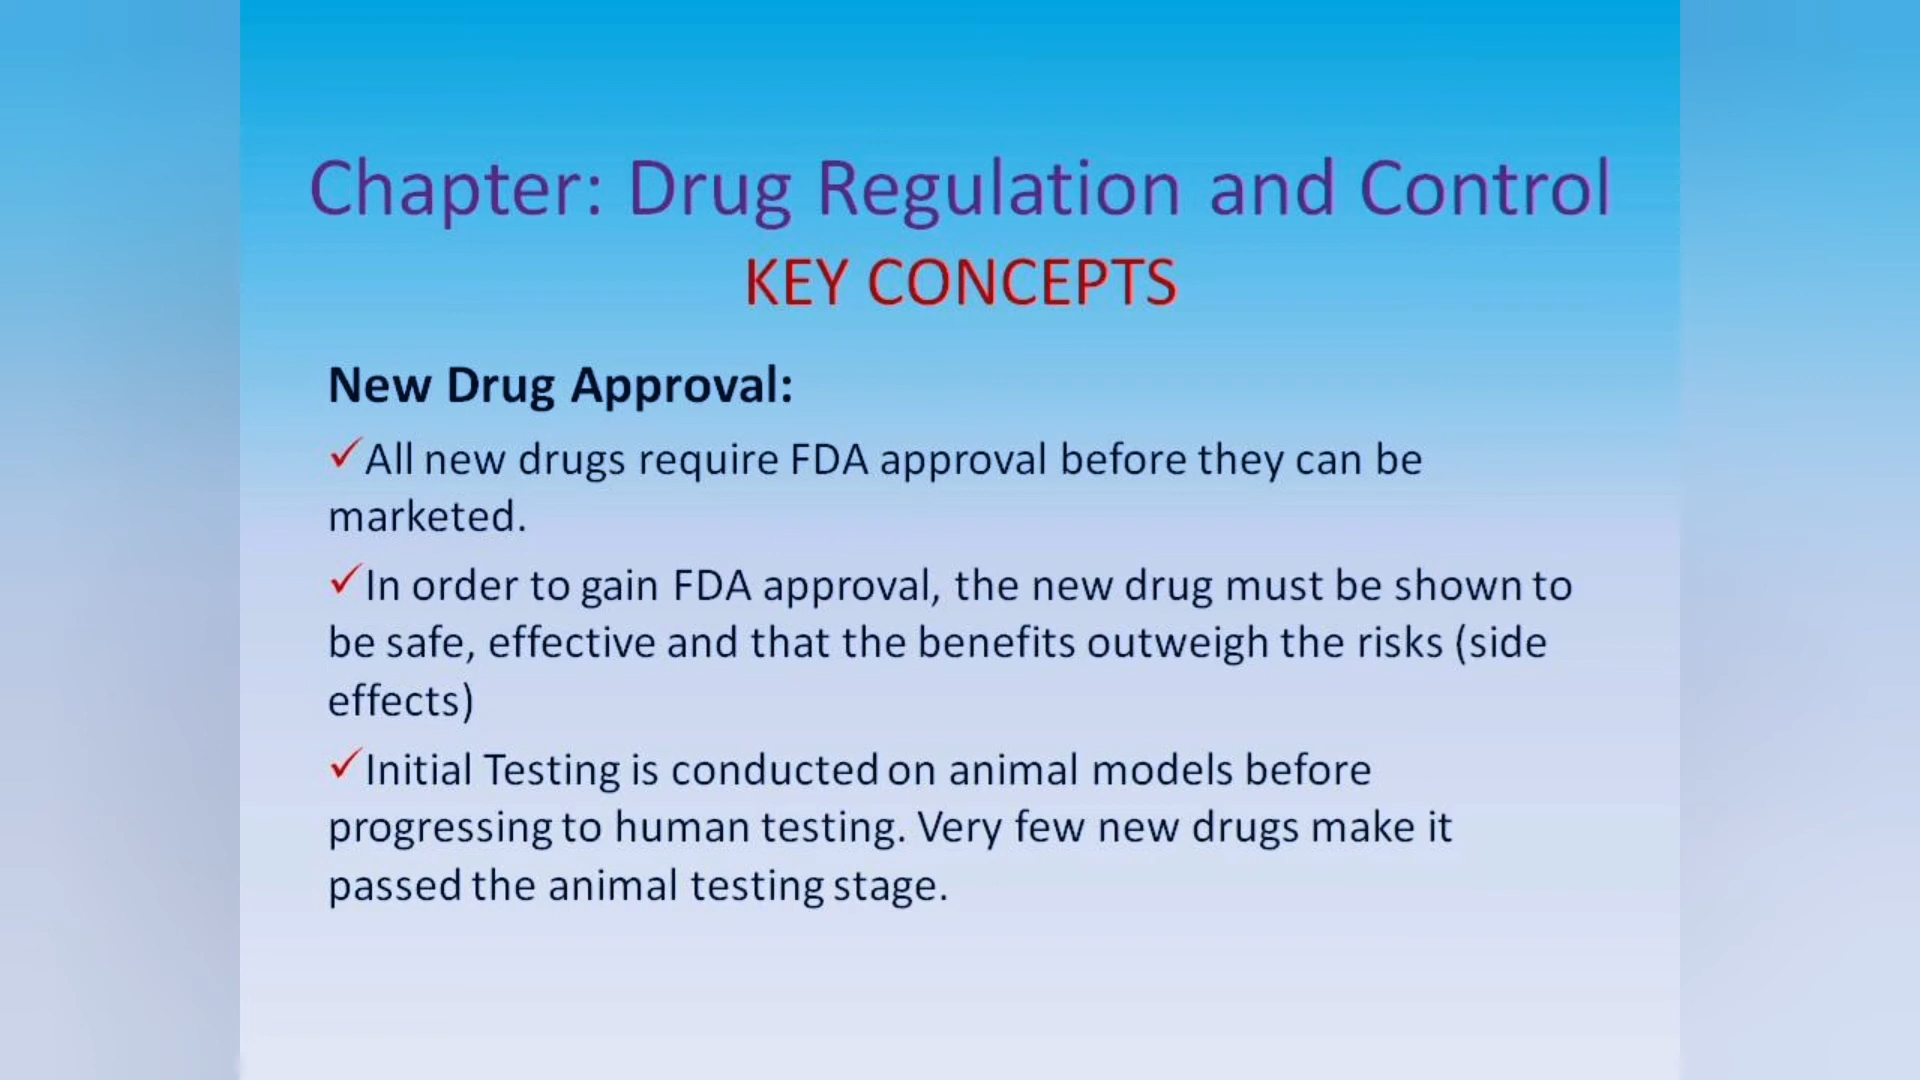 Chapter: Drug Regulation and Control
KEY CONCEPTS
New Drug Approval:
✓All new drugs require FDA approval before they can be
marketed.
✓In order to gain FDA approval, the new drug must be shown to
be safe, effective and that the benefits outweigh the risks (side
effects)
✓Initial Testing is conducted on animal models before
progressing to human testing. Very few new drugs make it
passed the animal testing stage.